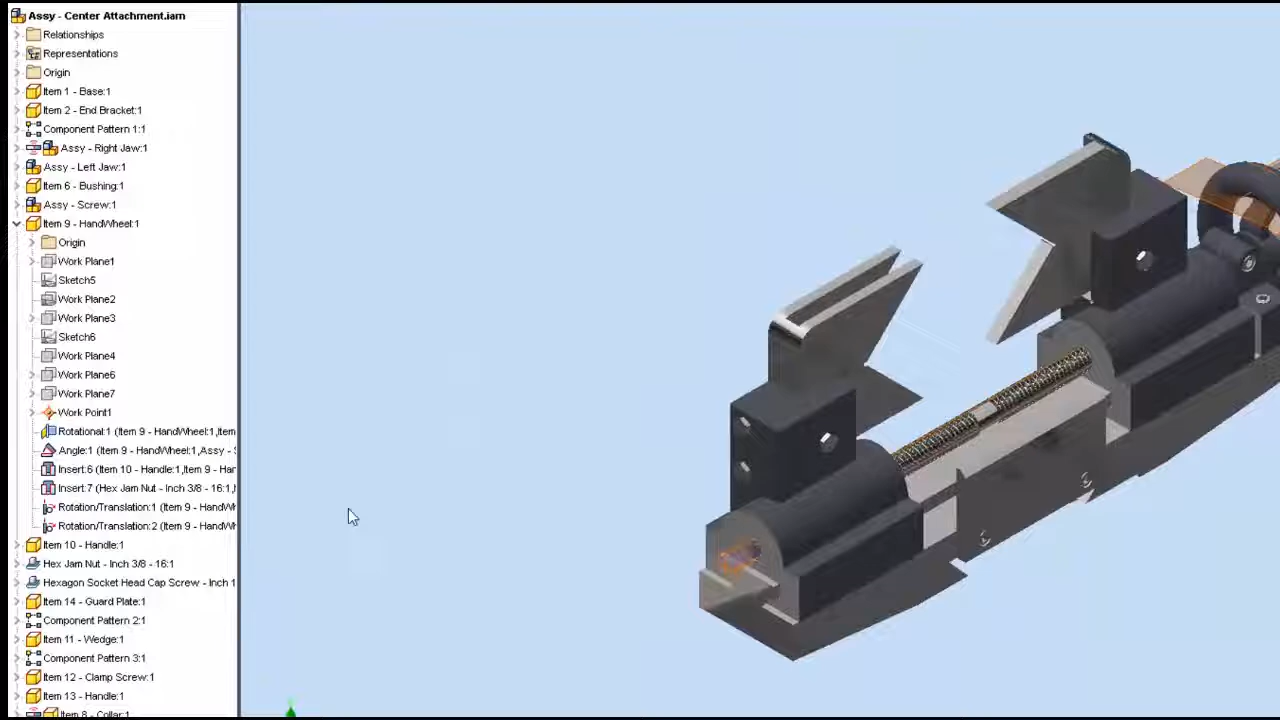 Assy - Center Attachment.iam
Relationships
Representations
Origin
Item 1 - Base:1
Item 2 - End Bracket:1
Component Pattern 1:1
Assy - Right Jaw:1
Assy - Left Jaw:1
Item 6 - Bushing:1
Assy - Screw:1
Item 9 - HandWheel:1
Origin
Work Plane1
Sketch5
Work Plane2
Work Plane3
Sketch6
Work Plane4
Work Plane6
Work Plane7
Work Point1
Rotational:1 (Item 9 - HandWheel:1,Item
Angle:1 (Item 9 - HandWheel:1,Assy - S
Insert:6 (Item 10 - Handle:1,Item 9 - Har
Insert:7 (Hex Jam Nut - Inch 3/8 - 16:1,
Rotation/Translation:1 (Item 9 - HandW
Rotation/Translation:2 (Item 9 - HandW
Item 10 - Handle:1
Hex Jam Nut - Inch 3/8 - 16:1
Hexagon Socket Head Cap Screw - Inch 1
Item 14 - Guard Plate:1
Component Pattern 2:1
Item 11 - Wedge:1
Component Pattern 3:1
Item 12 - Clamp Screw:1
Item 13 - Handle:1
Item 8 - Collar:1